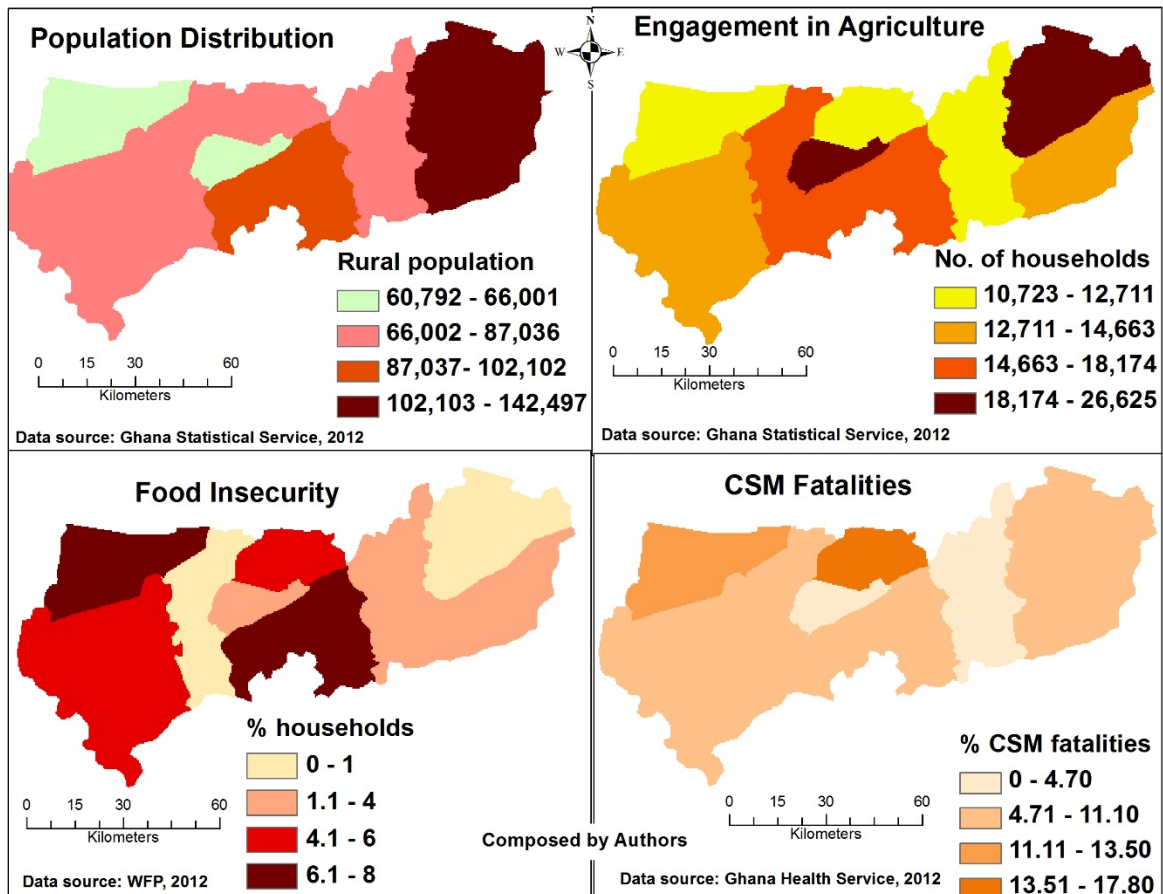 Population Distribution
N
W E
S
Rural population
60,792 - 66,001
66,002 - 87,036
87,037- 102,102
102,103 - 142,497
0 15 30 60
Kilometers
Data source: Ghana Statistical Service, 2012
Engagement in Agriculture
No. of households
10,723 - 12,711
12,711 - 14,663
14,663 - 18,174
18,174 - 26,625
0 15 30 60
Kilometers
Data source: Ghana Statistical Service, 2012
Food Insecurity
% households
0 - 1
1.1 - 4
4.1 - 6
6.1 - 8
0 15 30 60
Kilometers
Data source: WFP, 2012
Composed by Authors
CSM Fatalities
% CSM fatalities
0 - 4.70
4.71 - 11.10
11.11 - 13.50
13.51 - 17.80
0 15 30 60
Kilometers
Data source: Ghana Health Service, 2012